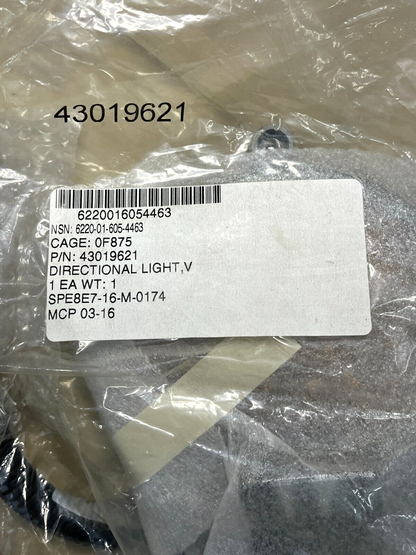 43019621
6220016054463
NSN: 6220-01-605-4463
CAGE: 0F875
P/N: 43019621
DIRECTIONAL LIGHT,V
1 EA WT: 1
SPE8E7-16-M-0174
MCP 03-16